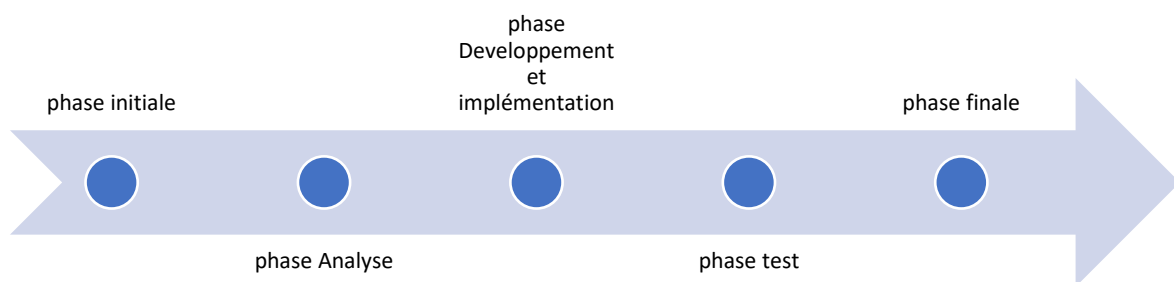 phase initiale
phase Analyse
phase
Developpement
et
implémentation
phase test
phase finale